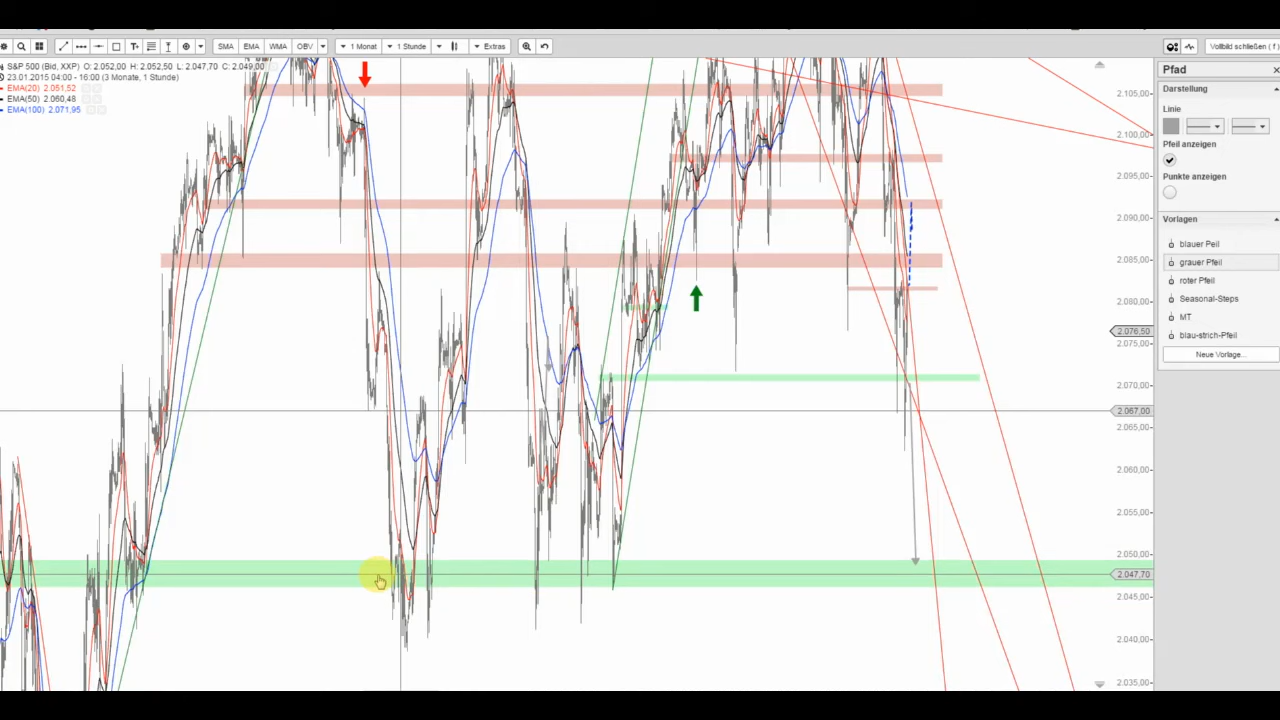 SMA EMA WMA OBV 1 Monat 1 Stunde Extras Vollbild schließen ( f )
S&P 500 (Bid, XXP) O: 2.052,00 H: 2.052,50 L: 2.047,70 C: 2.049,00
23.01.2015 04:00 - 16:00 (3 Monate, 1 Stunde)
EMA(20) 2.051,52
EMA(50) 2.060,48
EMA(100) 2.071,95
2.105,00
2.100,00
2.095,00
2.090,00
2.085,00
2.080,00
2.076,50
2.075,00
2.070,00
2.067,00
2.065,00
2.060,00
2.055,00
2.050,00
2.047,70
2.045,00
2.040,00
2.035,00
Pfad
Darstellung
Linie
Pfeil anzeigen
Punkte anzeigen
Vorlagen
blauer Peil
grauer Pfeil
roter Pfeil
Seasonal-Steps
MT
blau-strich-Pfeil
Neue Vorlage...